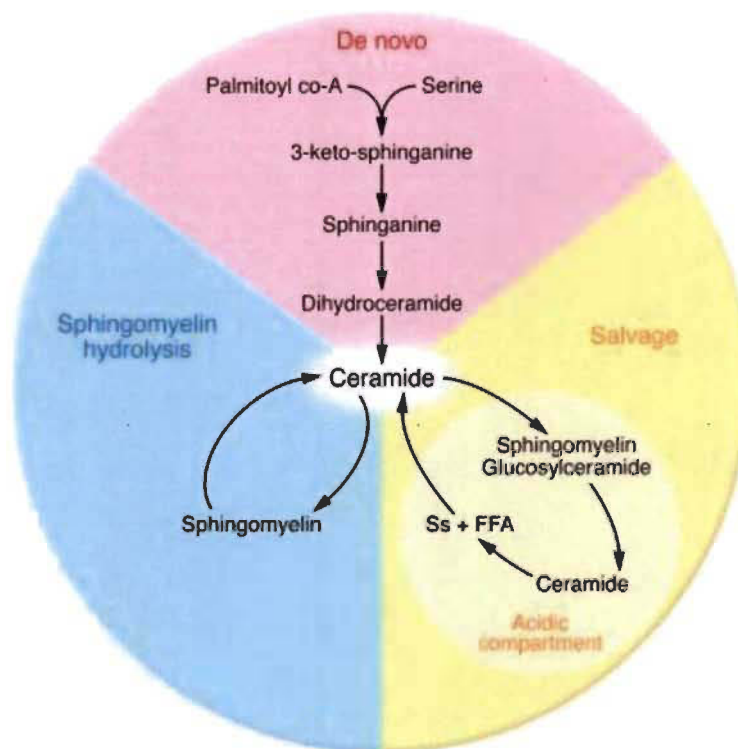 De novo
Palmitoyl co-A
Serine
3-keto-sphinganine
Sphinganine
Dihydroceramide
Sphingomyelin
hydrolysis
Salvage
Ceramide
Sphingomyelin
Glucosylceramide
Sphingomyelin
Ss + FFA
Ceramide
Acidic
compartment